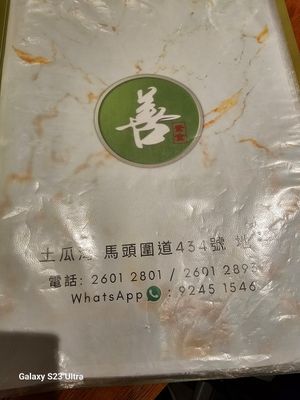 善
素食
土瓜灣 馬頭圍道434號 地
電話: 2601 2801 / 2601 289
WhatsApp : 9245 1546
Galaxy S23 Ultra